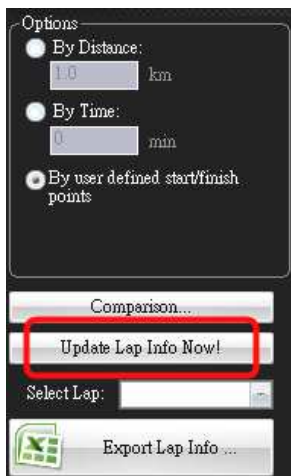 Options
By Distance:
1.0 km
By Time:
0 min
By user defined start/finish
points
Comparison...
Update Lap Info Now!
Select Lap:
Export Lap Info ...